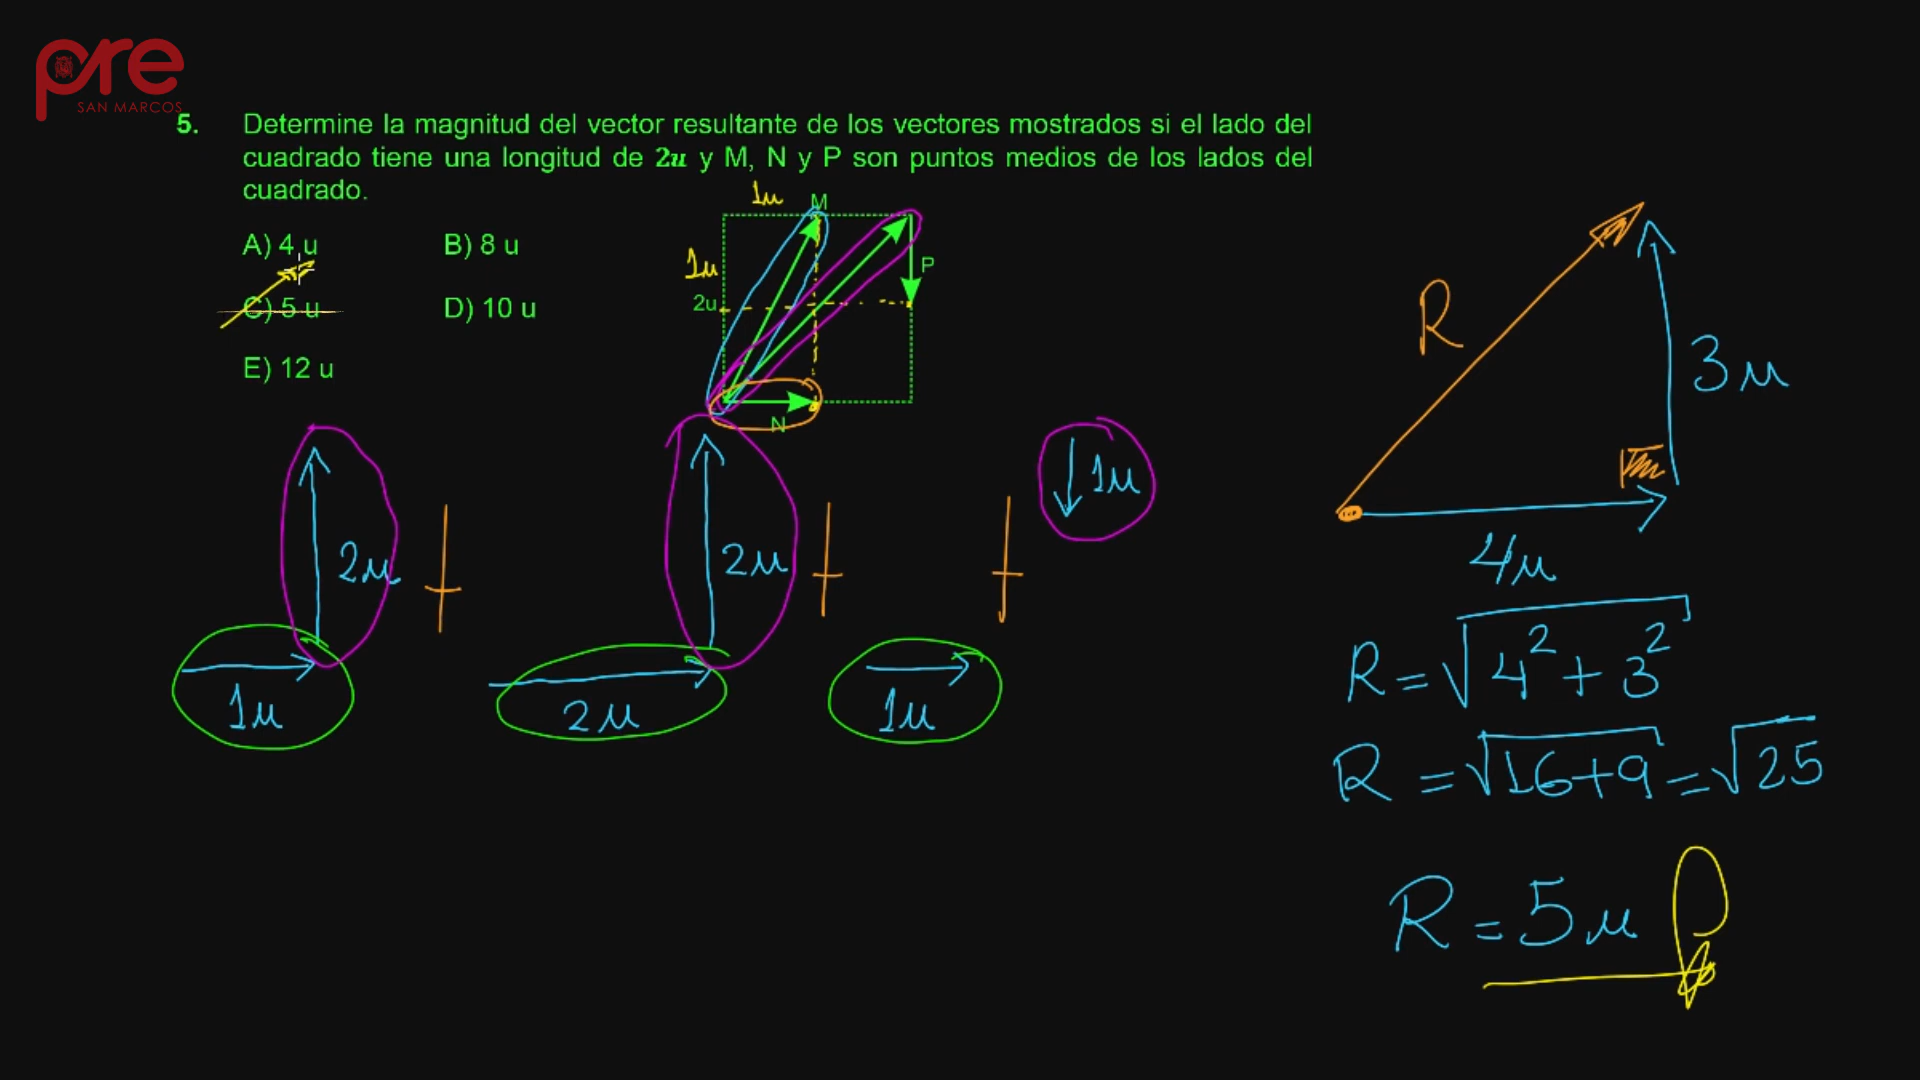 pre
SAN MARCOS
5. Determine la magnitud del vector resultante de los vectores mostrados si el lado del
cuadrado tiene una longitud de 2u y M, N y P son puntos medios de los lados del
cuadrado.
A) 4 u B) 8 u
C) 5 u D) 10 u
E) 12 u
1u
M
1u
P
2u
N
2u
1u
2u
2u
1u
1u
R
3u
4u
R = √4² + 3²
R = √16+9 = √25
R = 5u